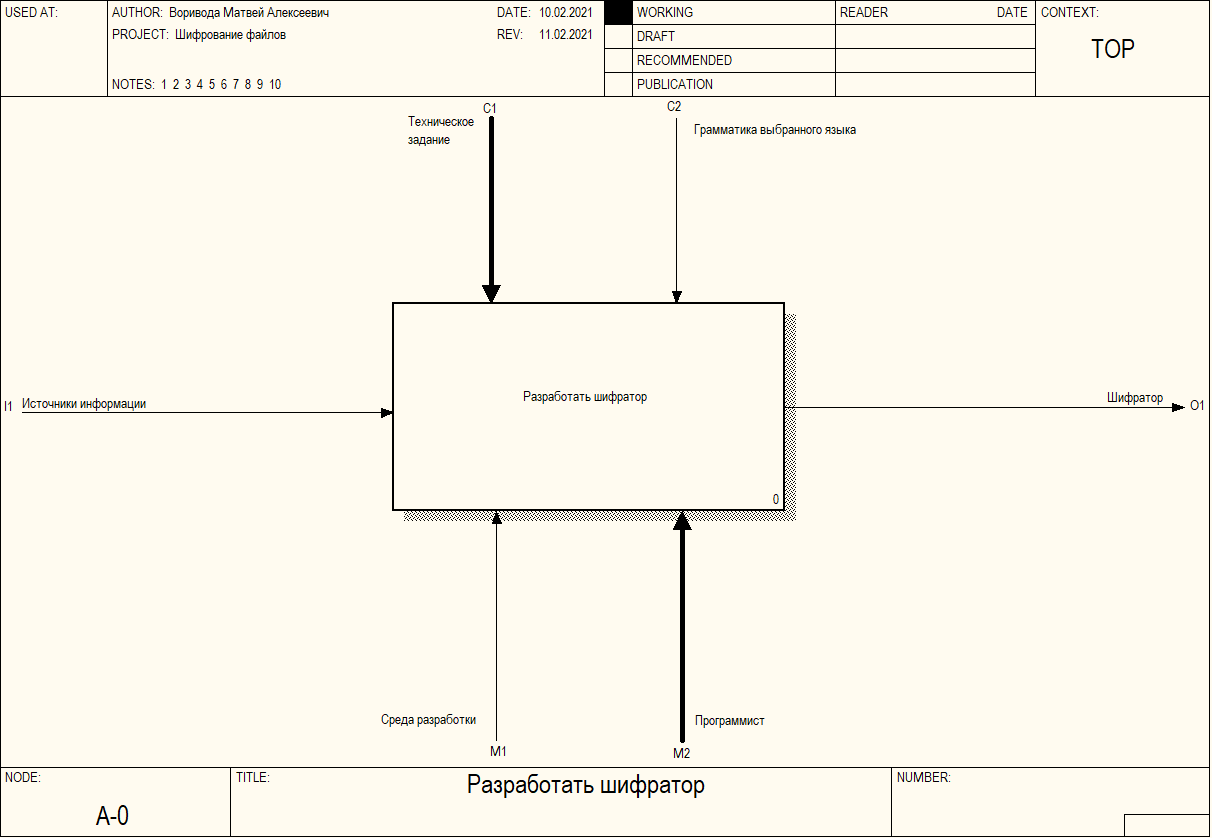 USED AT:
AUTHOR: Воривода Матвей Алексеевич
DATE: 10.02.2021
PROJECT: Шифрование файлов
REV: 11.02.2021
NOTES: 1 2 3 4 5 6 7 8 9 10
WORKING
DRAFT
RECOMMENDED
PUBLICATION
READER DATE
CONTEXT:
TOP
C1
Техническое
задание
C2
Грамматика выбранного языка
I1 Источники информации
Разработать шифратор
0
Шифратор O1
Среда разработки
M1
Программист
M2
NODE:
A-0
TITLE:
Разработать шифратор
NUMBER: